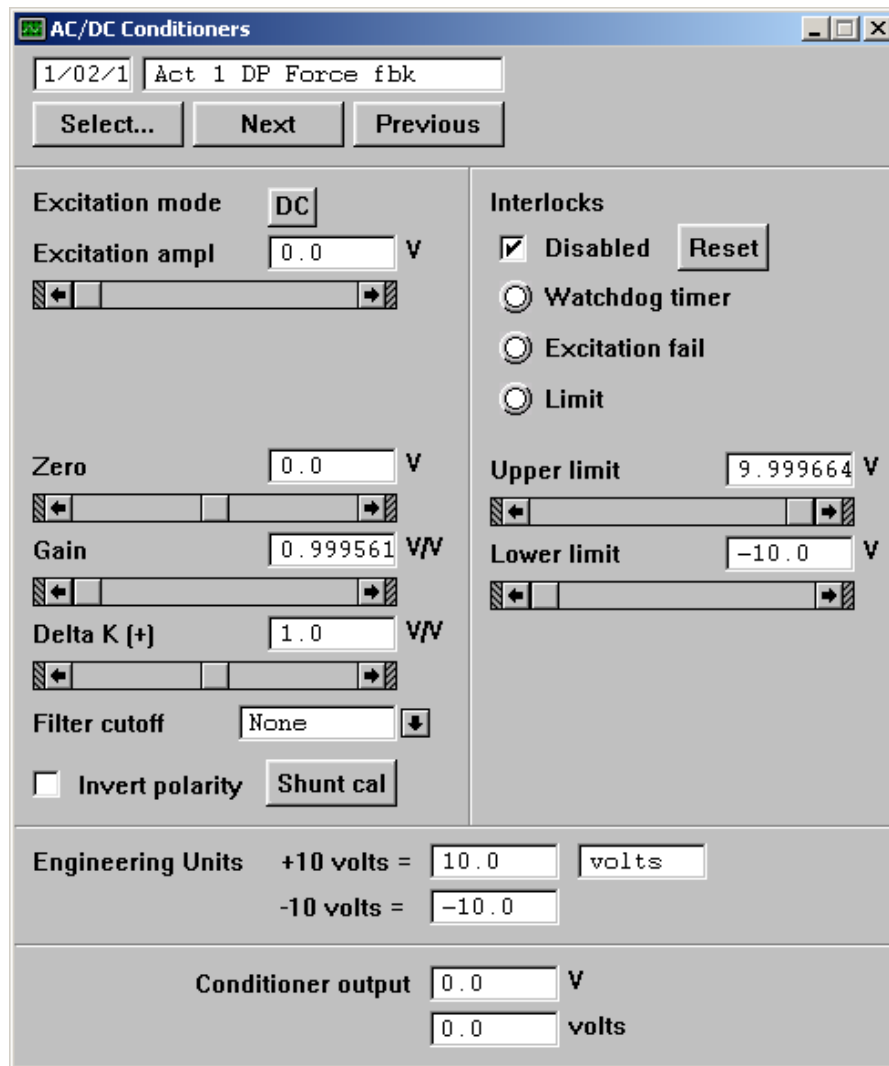 AC/DC Conditioners
1/02/1 Act 1 DP Force fbk
Select... Next Previous
Excitation mode DC
Excitation ampl 0.0 V
Zero 0.0 V
Gain 0.999561 V/V
Delta K (+) 1.0 V/V
Filter cutoff None
Invert polarity Shunt cal
Interlocks
Disabled Reset
Watchdog timer
Excitation fail
Limit
Upper limit 9.999664 V
Lower limit -10.0 V
Engineering Units +10 volts = 10.0 volts
-10 volts = -10.0
Conditioner output 0.0 V
0.0 volts